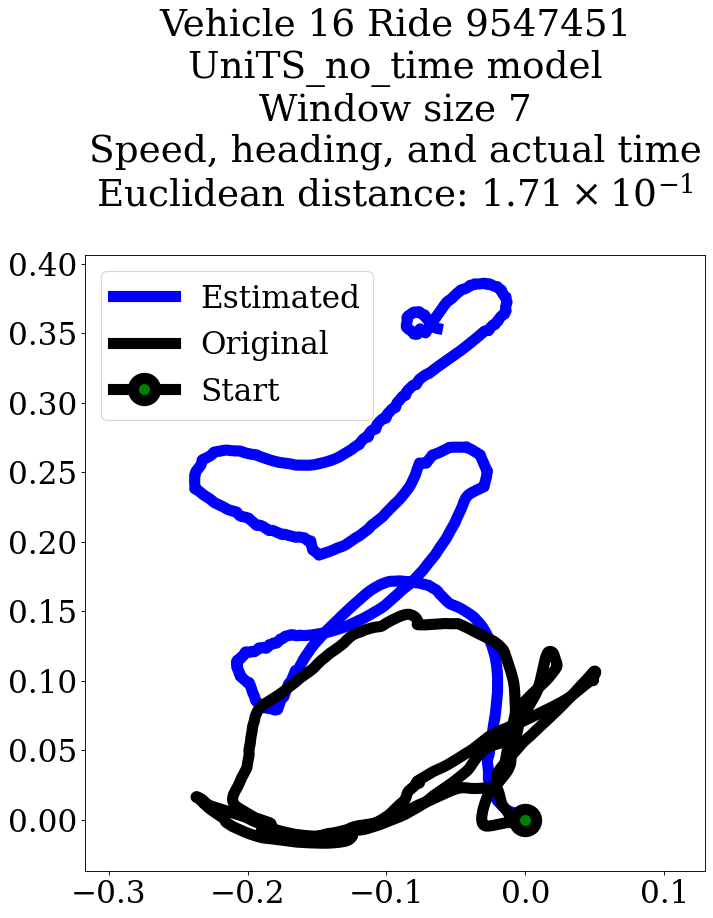 Vehicle 16 Ride 9547451
UniTS_no_time model
Window size 7
Speed, heading, and actual time
Euclidean distance: 1.71 × 10⁻¹
0.40
0.35
0.30
0.25
0.20
0.15
0.10
0.05
0.00
Estimated
Original
Start
−0.3 −0.2 −0.1 0.0 0.1